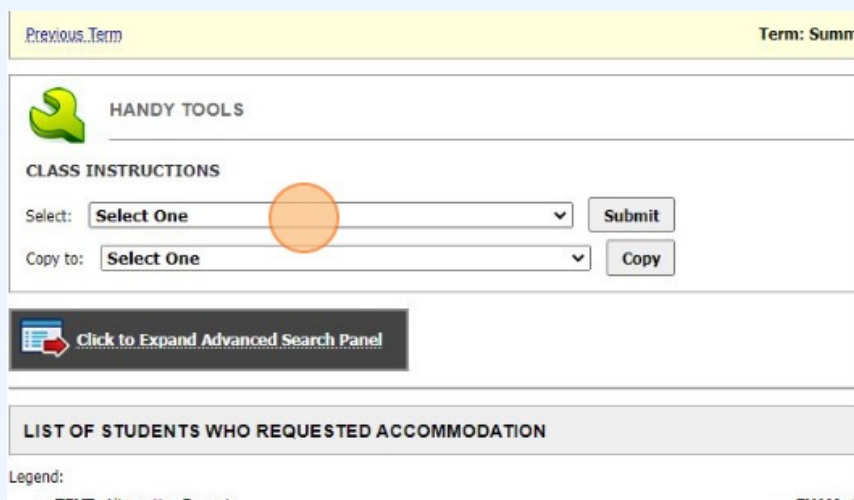 Previous Term Term:
HANDY TOOLS
CLASS INSTRUCTIONS
Select: Select One Submit
Copy to: Select One Copy
Click to Expand Advanced Search Panel
LIST OF STUDENTS WHO REQUESTED ACCOMMODATION
Legend: